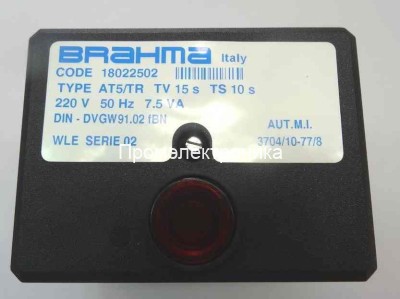 BRAHMA Italy
CODE 18022502
TYPE AT5/TR TV 15 s TS 10 s
220 V 50 Hz 7.5 VA
DIN - DVGW91.02 IBN AUT.M.I.
Промэлектроника
WLE SERIE 02 3704/10-77/8